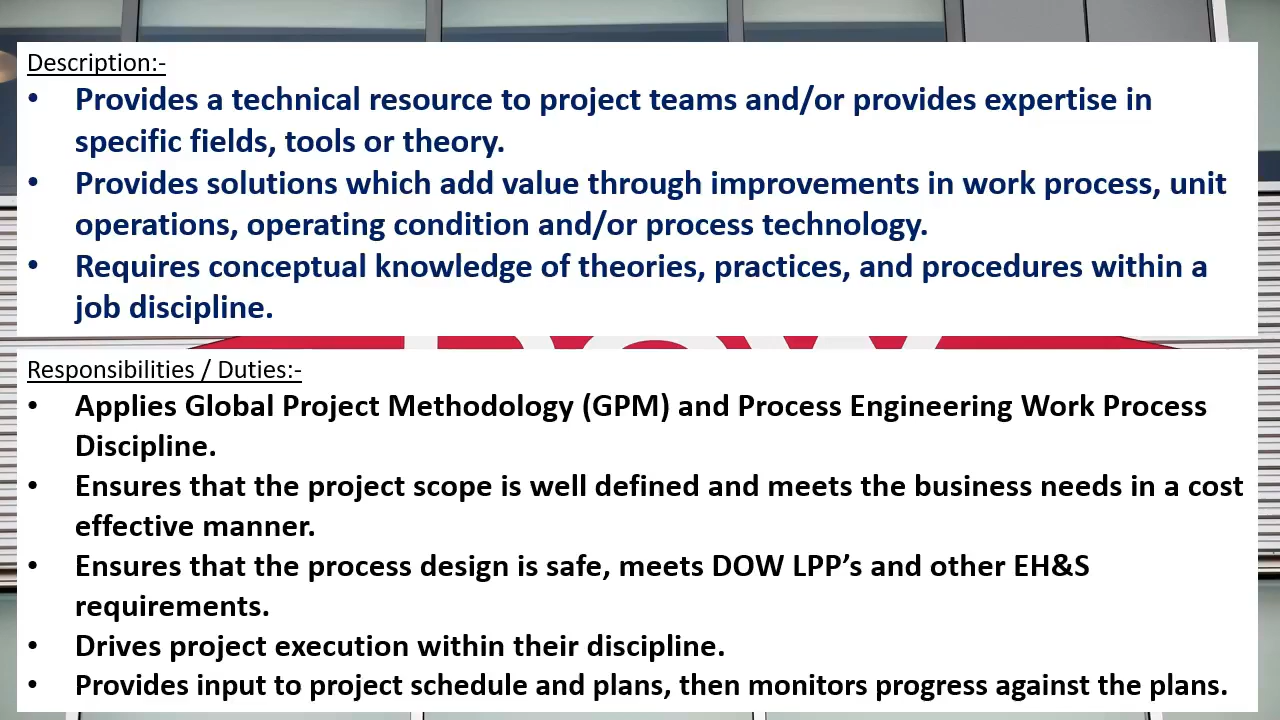 Description:-
• Provides a technical resource to project teams and/or provides expertise in
specific fields, tools or theory.
• Provides solutions which add value through improvements in work process, unit
operations, operating condition and/or process technology.
• Requires conceptual knowledge of theories, practices, and procedures within a
job discipline.
Responsibilities / Duties:-
• Applies Global Project Methodology (GPM) and Process Engineering Work Process
Discipline.
• Ensures that the project scope is well defined and meets the business needs in a cost
effective manner.
• Ensures that the process design is safe, meets DOW LPP’s and other EH&S
requirements.
• Drives project execution within their discipline.
• Provides input to project schedule and plans, then monitors progress against the plans.